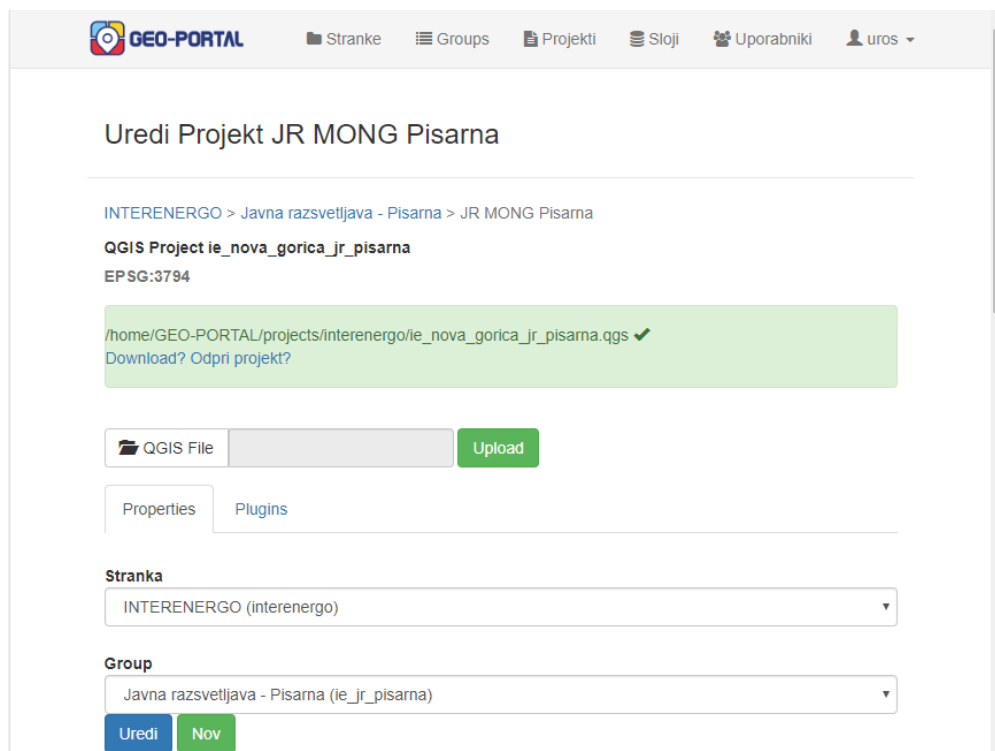 GEO-PORTAL Stranke Groups Projekti Sloji Uporabniki uros
Uredi Projekt JR MONG Pisarna
INTERENERGO > Javna razsvetljava - Pisarna > JR MONG Pisarna
QGIS Project ie_nova_gorica_jr_pisarna
EPSG:3794
/home/GEO-PORTAL/projects/interenergo/ie_nova_gorica_jr_pisarna.qgs ✔
Download? Odpri projekt?
QGIS File Upload
Properties Plugins
Stranka
INTERENERGO (interenergo)
Group
Javna razsvetljava - Pisarna (ie_jr_pisarna)
Uredi Nov